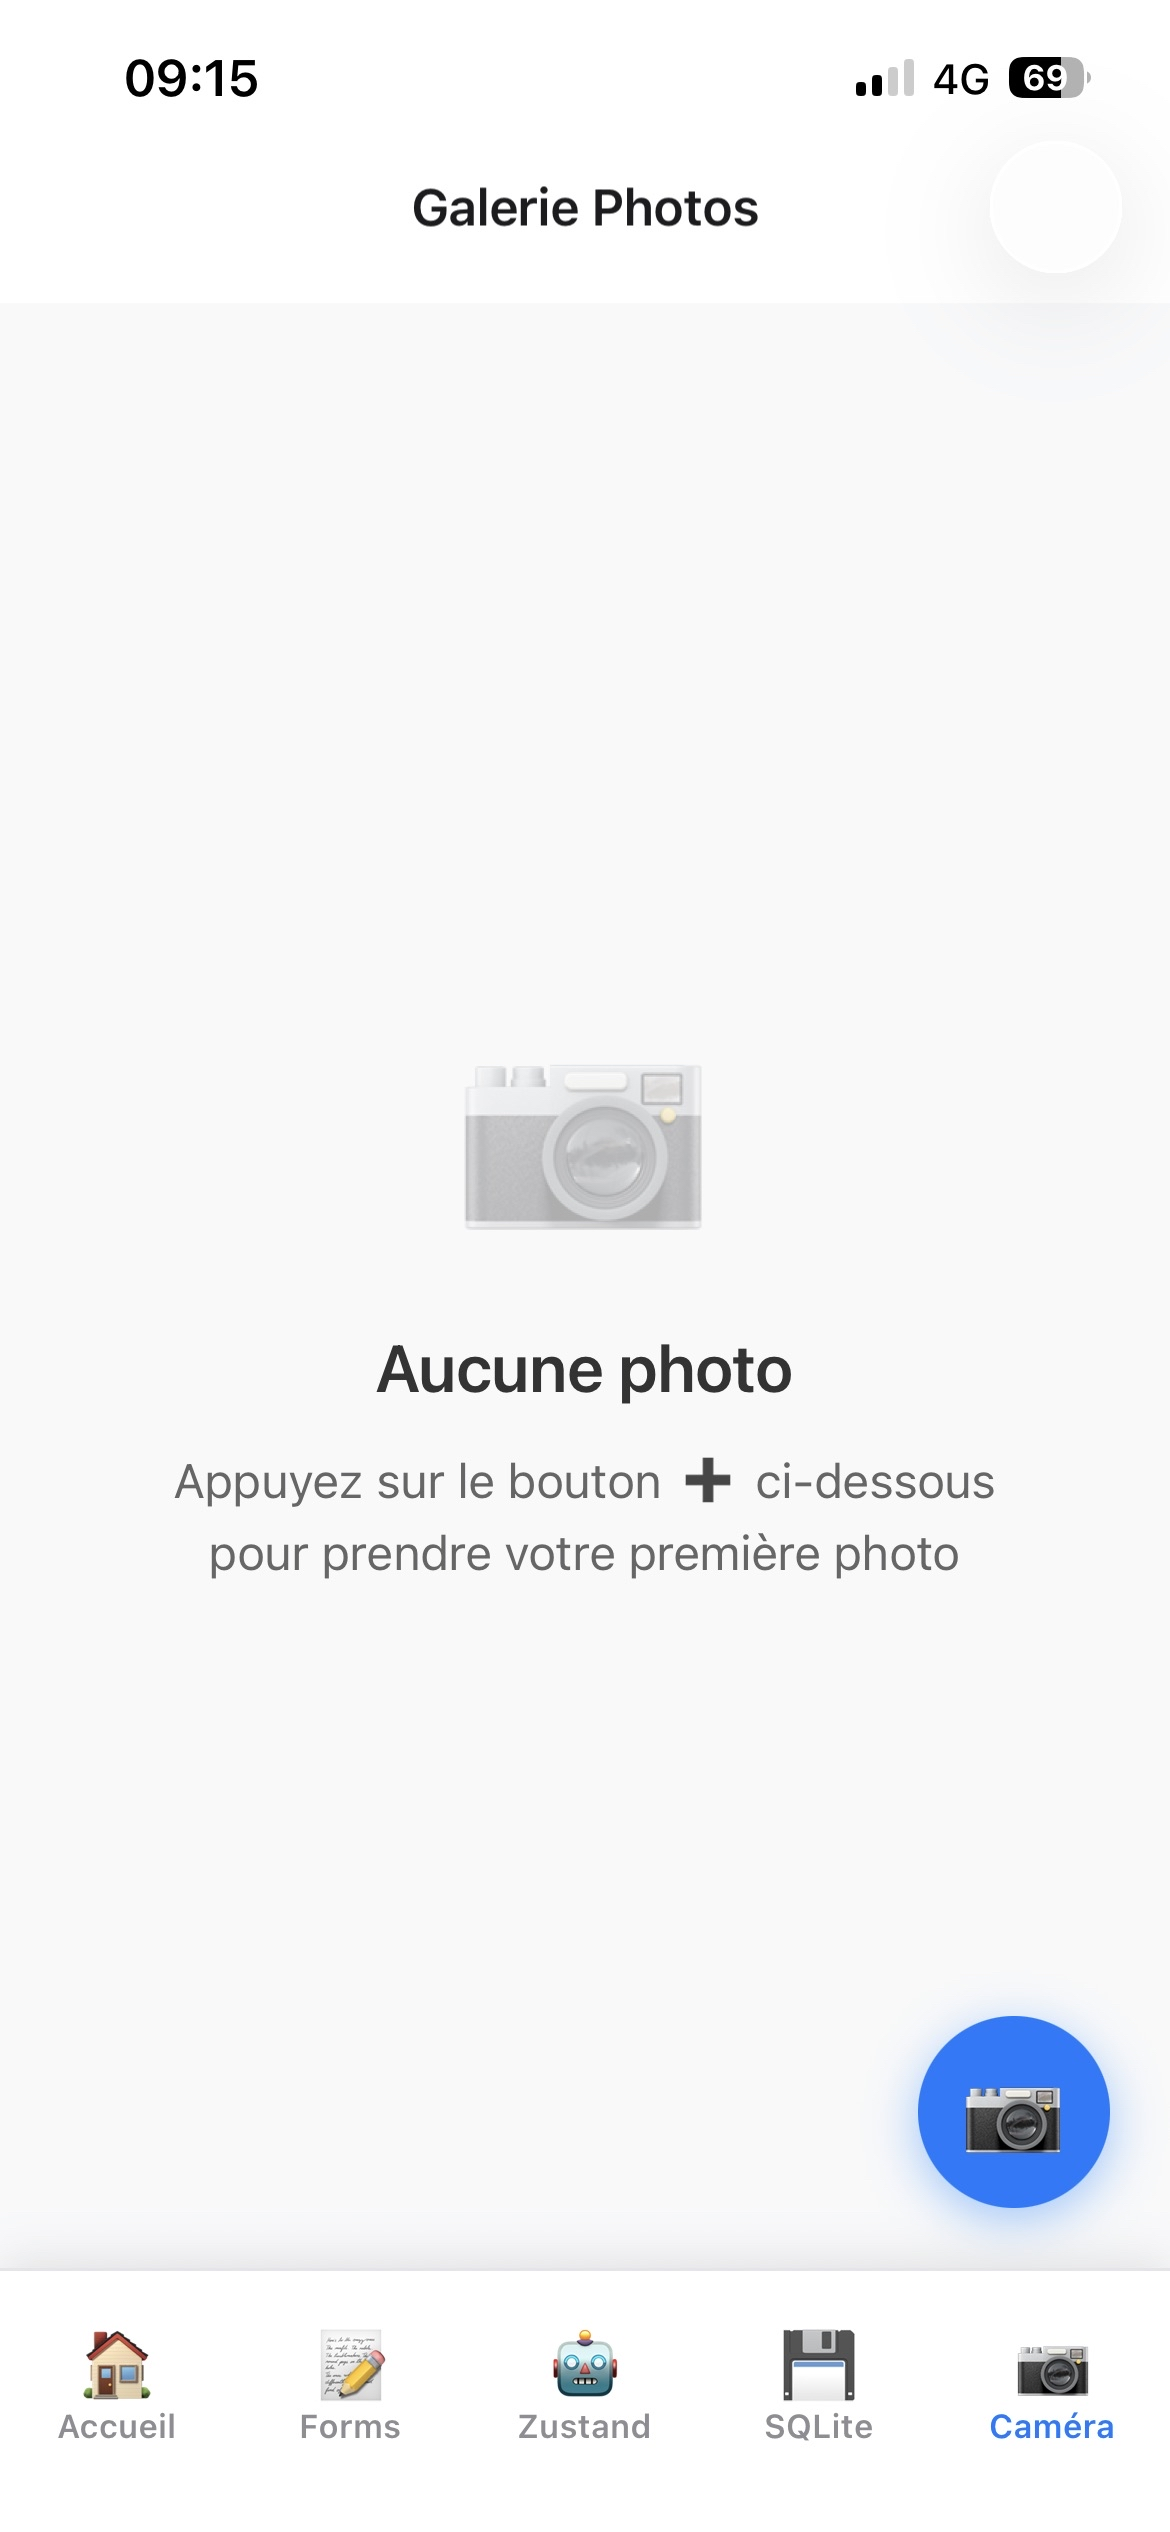 09:15
4G 69
Galerie Photos
Aucune photo
Appuyez sur le bouton ➕ ci-dessous
pour prendre votre première photo
Accueil Forms Zustand SQLite Caméra